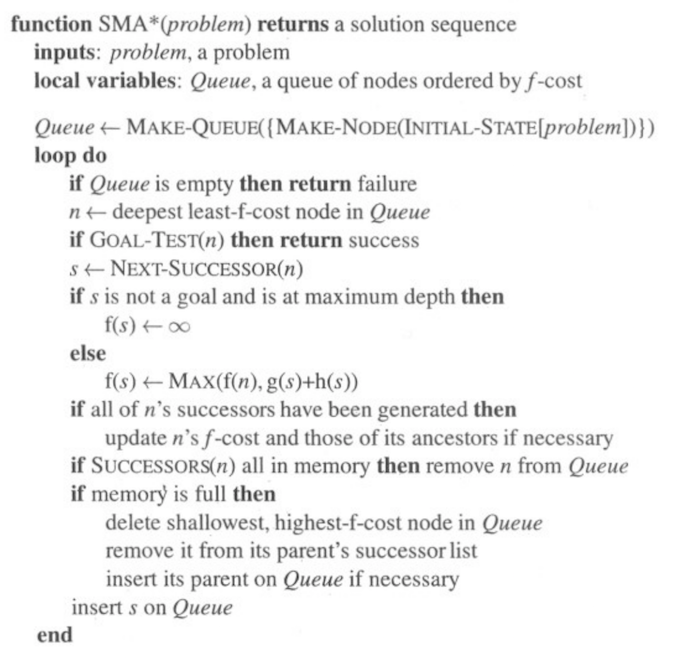 function SMA*(problem) returns a solution sequence
inputs: problem, a problem
local variables: Queue, a queue of nodes ordered by f-cost
Queue ← MAKE-QUEUE({MAKE-NODE(INITIAL-STATE[problem])})
loop do
if Queue is empty then return failure
n ← deepest least-f-cost node in Queue
if GOAL-TEST(n) then return success
s ← NEXT-SUCCESSOR(n)
if s is not a goal and is at maximum depth then
f(s) ← ∞
else
f(s) ← MAX(f(n), g(s)+h(s))
if all of n's successors have been generated then
update n's f-cost and those of its ancestors if necessary
if SUCCESSORS(n) all in memory then remove n from Queue
if memory is full then
delete shallowest, highest-f-cost node in Queue
remove it from its parent's successor list
insert its parent on Queue if necessary
insert s on Queue
end